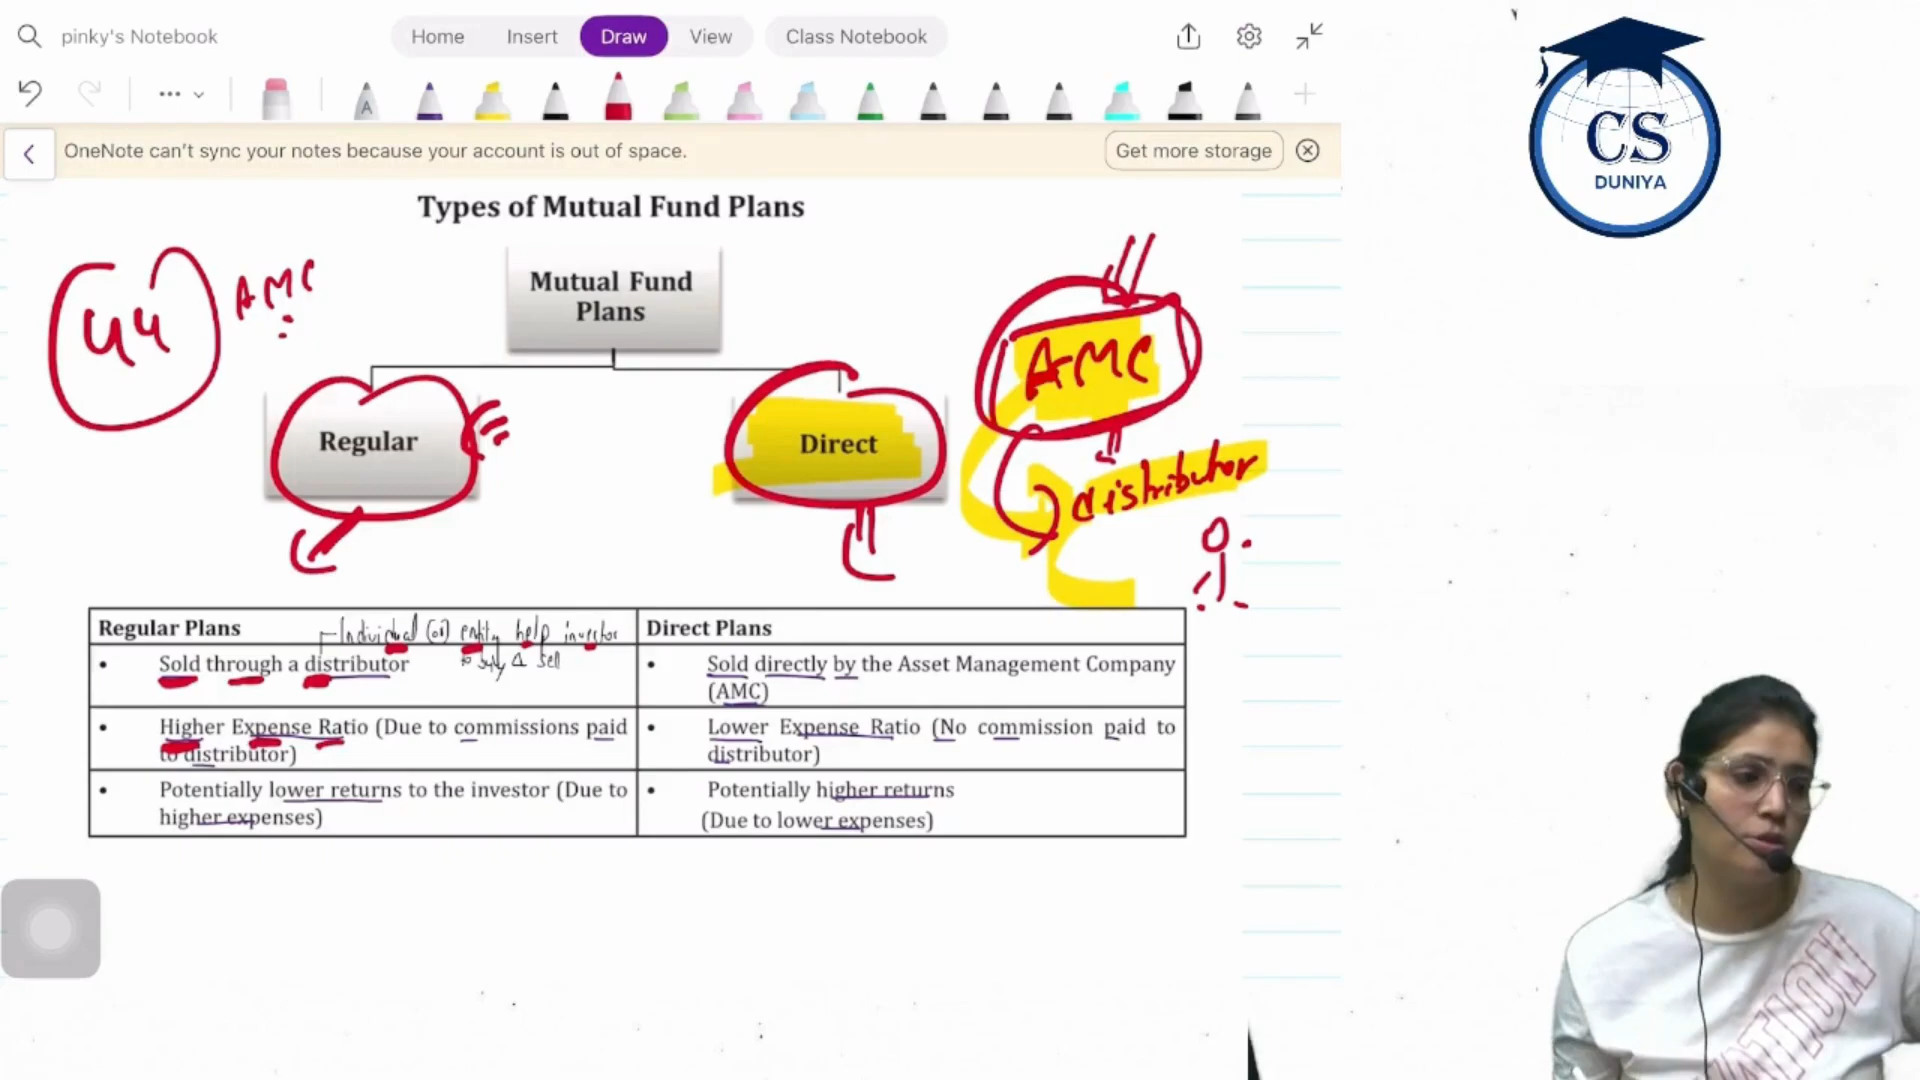 pinky's Notebook
Home
Insert
Draw
View
Class Notebook
A
OneNote can't sync your notes because your account is out of space.
Get more storage
CS
DUNIYA
Types of Mutual Fund Plans
Mutual Fund
Plans
44
AMC
AMC
Regular
Direct
distributor
Regular Plans
Individual (or) entity help investor
Direct Plans
Sold through a distributor
to buy & sell
Sold directly by the Asset Management Company
(AMC)
Higher Expense Ratio (Due to commissions paid
to distributor)
Lower Expense Ratio (No commission paid to
distributor)
Potentially lower returns to the investor (Due to
higher expenses)
Potentially higher returns
(Due to lower expenses)